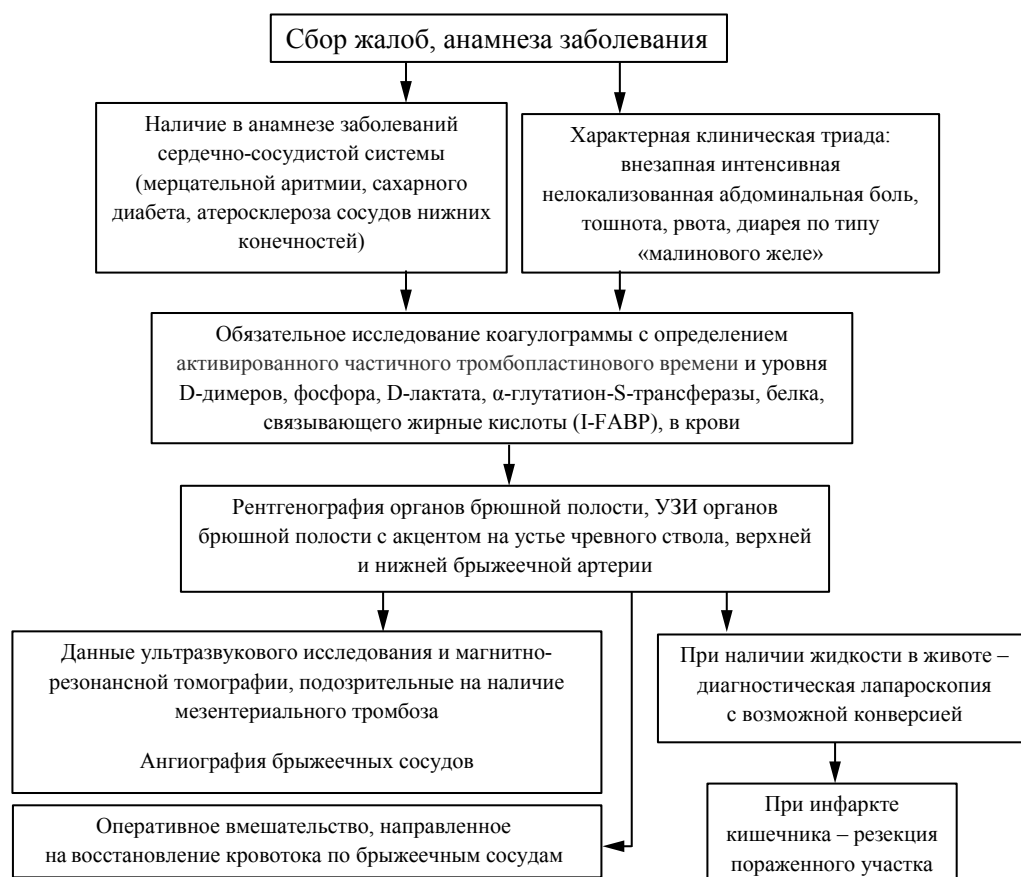 Сбор жалоб, анамнеза заболевания
Наличие в анамнезе заболеваний
сердечно-сосудистой системы
(мерцательной аритмии, сахарного
диабета, атеросклероза сосудов нижних
конечностей)
Характерная клиническая триада:
внезапная интенсивная
нелокализованная абдоминальная боль,
тошнота, рвота, диарея по типу
«малинового желе»
Обязательное исследование коагулограммы с определением
активированного частичного тромбопластинового времени и уровня
D-димеров, фосфора, D-лактата, α-глутатион-S-трансферазы, белка,
связывающего жирные кислоты (I-FABP), в крови
Рентгенография органов брюшной полости, УЗИ органов
брюшной полости с акцентом на устье чревного ствола, верхней
и нижней брыжеечной артерии
Данные ультразвукового исследования и магнитно-
резонансной томографии, подозрительные на наличие
мезентериального тромбоза
Ангиография брыжеечных сосудов
При наличии жидкости в животе –
диагностическая лапароскопия
с возможной конверсией
Оперативное вмешательство, направленное
на восстановление кровотока по брыжеечным сосудам
При инфаркте
кишечника – резекция
пораженного участка